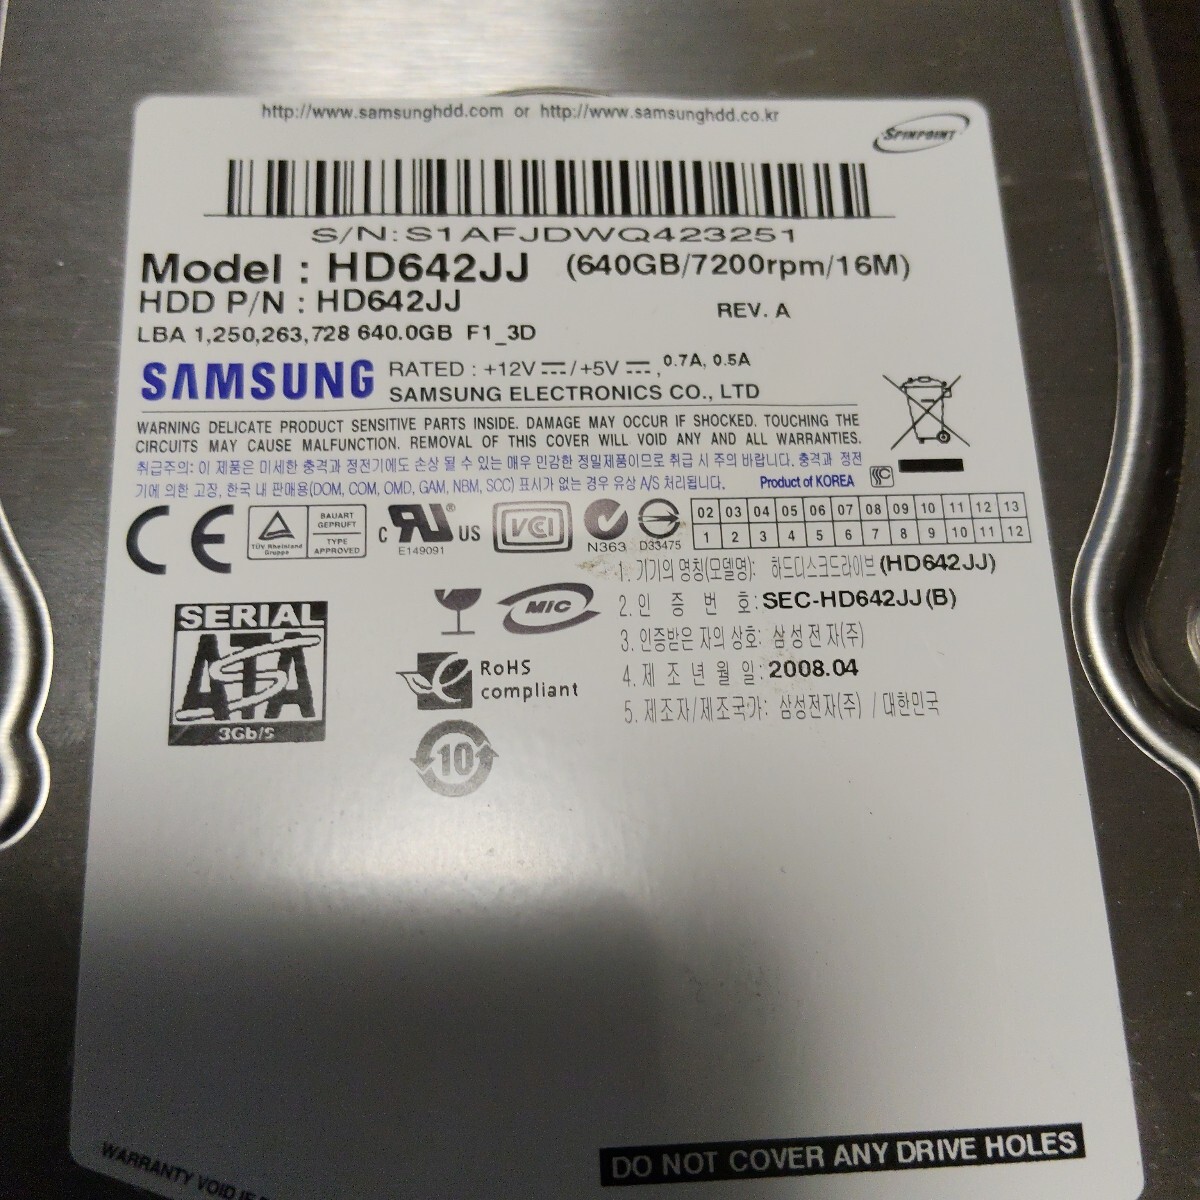 http://www.samsunghdd.com or http://www.samsunghdd.co.kr
SPINPOINT
S/N:S1AFJDWQ423251
Model : HD642JJ (640GB/7200rpm/16M)
HDD P/N : HD642JJ
REV. A
LBA 1,250,263,728 640.0GB F1_3D
SAMSUNG
RATED : +12V ⎓ / +5V ⎓ , 0.7A, 0.5A
SAMSUNG ELECTRONICS CO., LTD
WARNING DELICATE PRODUCT SENSITIVE PARTS INSIDE. DAMAGE MAY OCCUR IF SHOCKED. TOUCHING THE
CIRCUITS MAY CAUSE MALFUNCTION. REMOVAL OF THIS COVER WILL VOID ANY AND ALL WARRANTIES.
취급주의: 이 제품은 미세한 충격과 정전기에도 손상 될 수 있는 매우 민감한 정밀제품이므로 취급 시 주의 바랍니다. 충격과 정전
기에 의한 고장, 한국 내 판매용(DOM, COM, OMD, GAM, NBM, SCC) 표시가 없는 경우 유상 A/S 처리됩니다.
Product of KOREA
CE
TÜV Rheinland
Gruppe
BAUART
GEPRUFT
TYPE
APPROVED
C RU® US
E149091
VCI
N363
D33475
02 03 04 05 06 07 08 09 10 11 12 13
1 2 3 4 5 6 7 8 9 10 11 12
1. 기기의 명칭(모델명): 하드디스크드라이브(HD642JJ)
2. 인 증 번 호: SEC-HD642JJ(B)
3. 인증받은 자의 상호: 삼성전자(주)
4. 제 조 년 월 일: 2008.04
5. 제조자/제조국가: 삼성전자(주) / 대한민국
SERIAL
ATA
3Gb/s
MIC
RoHS
compliant
10
WARRANTY VOID IF
DO NOT COVER ANY DRIVE HOLES